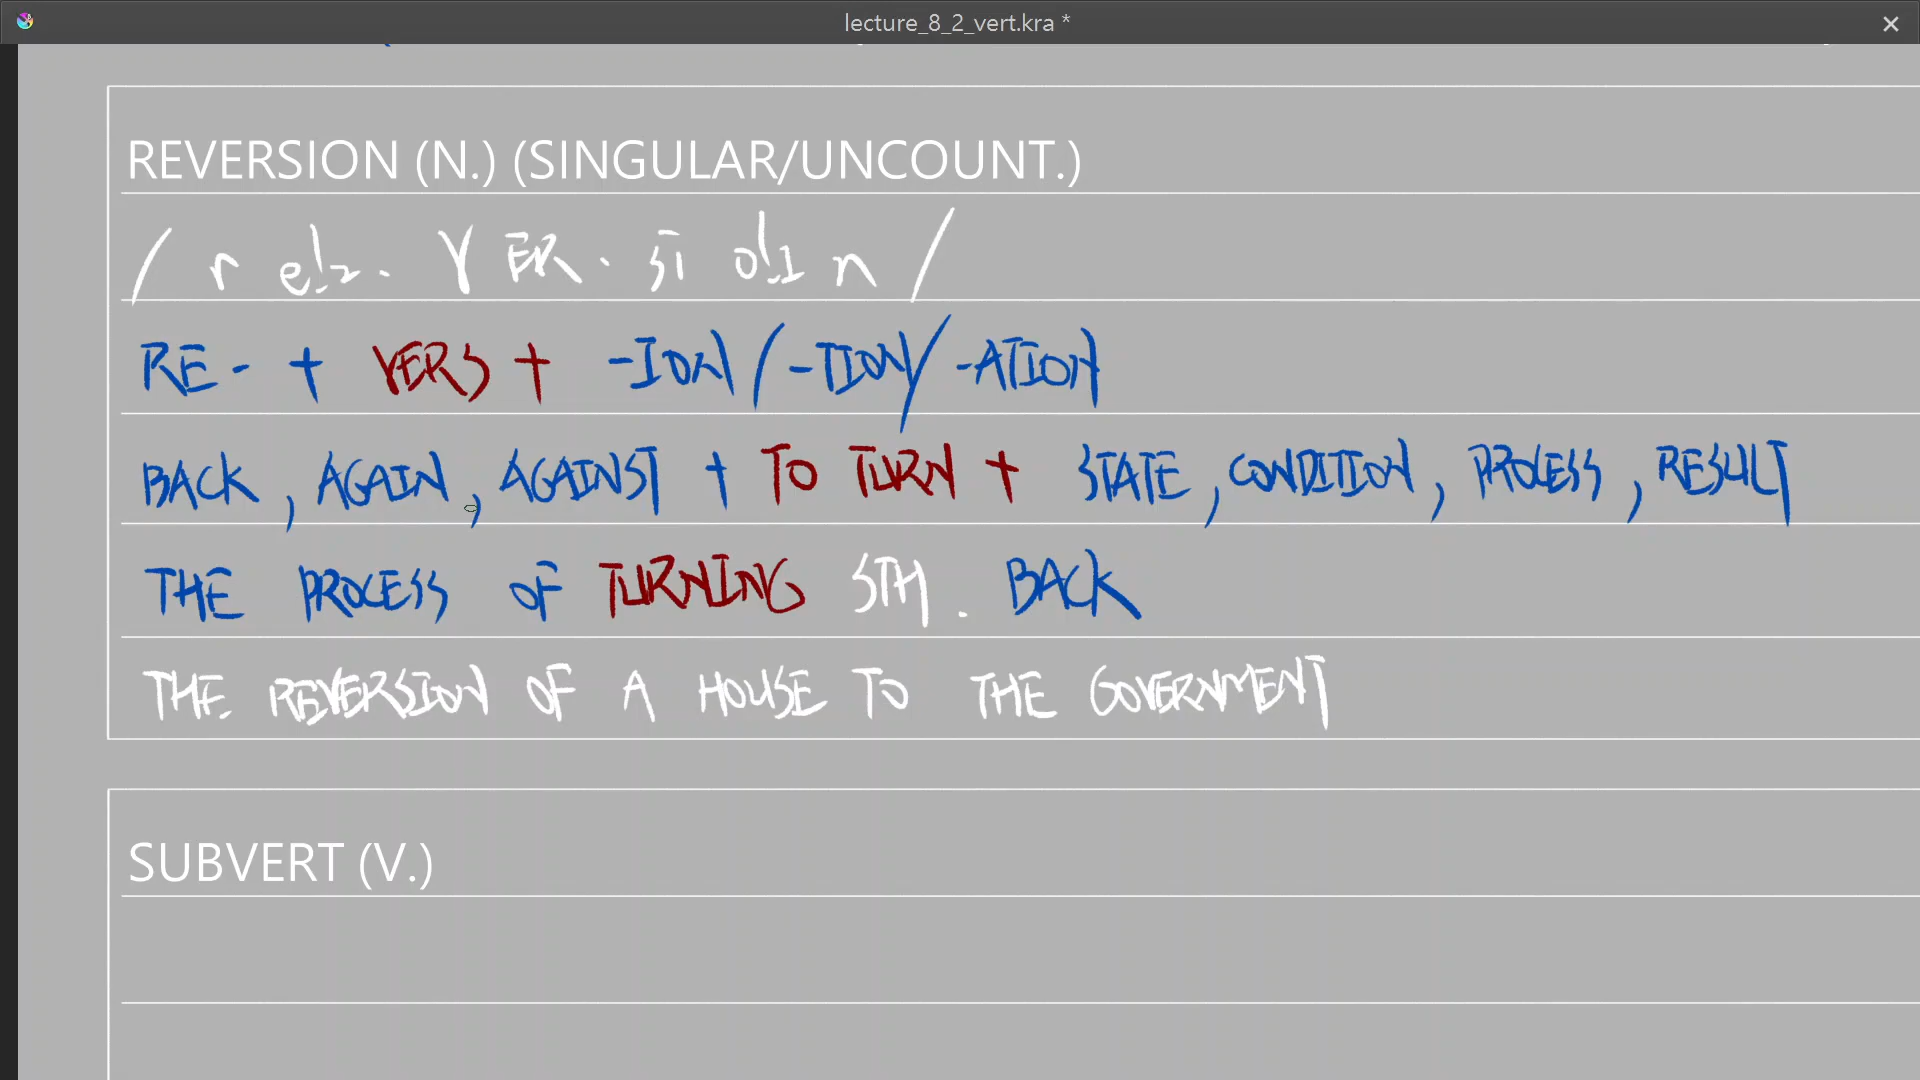 lecture_8_2_vert.kra *
REVERSION (N.) (SINGULAR/UNCOUNT.)
RE- + VERS + -ION/-TION/-ATION
BACK, AGAIN, AGAINST + TO TURN + STATE, CONDITION, PROCESS, RESULT
THE PROCESS OF TURNING STH. BACK
THE REVERSION OF A HOUSE TO THE GOVERNMENT
SUBVERT (V.)